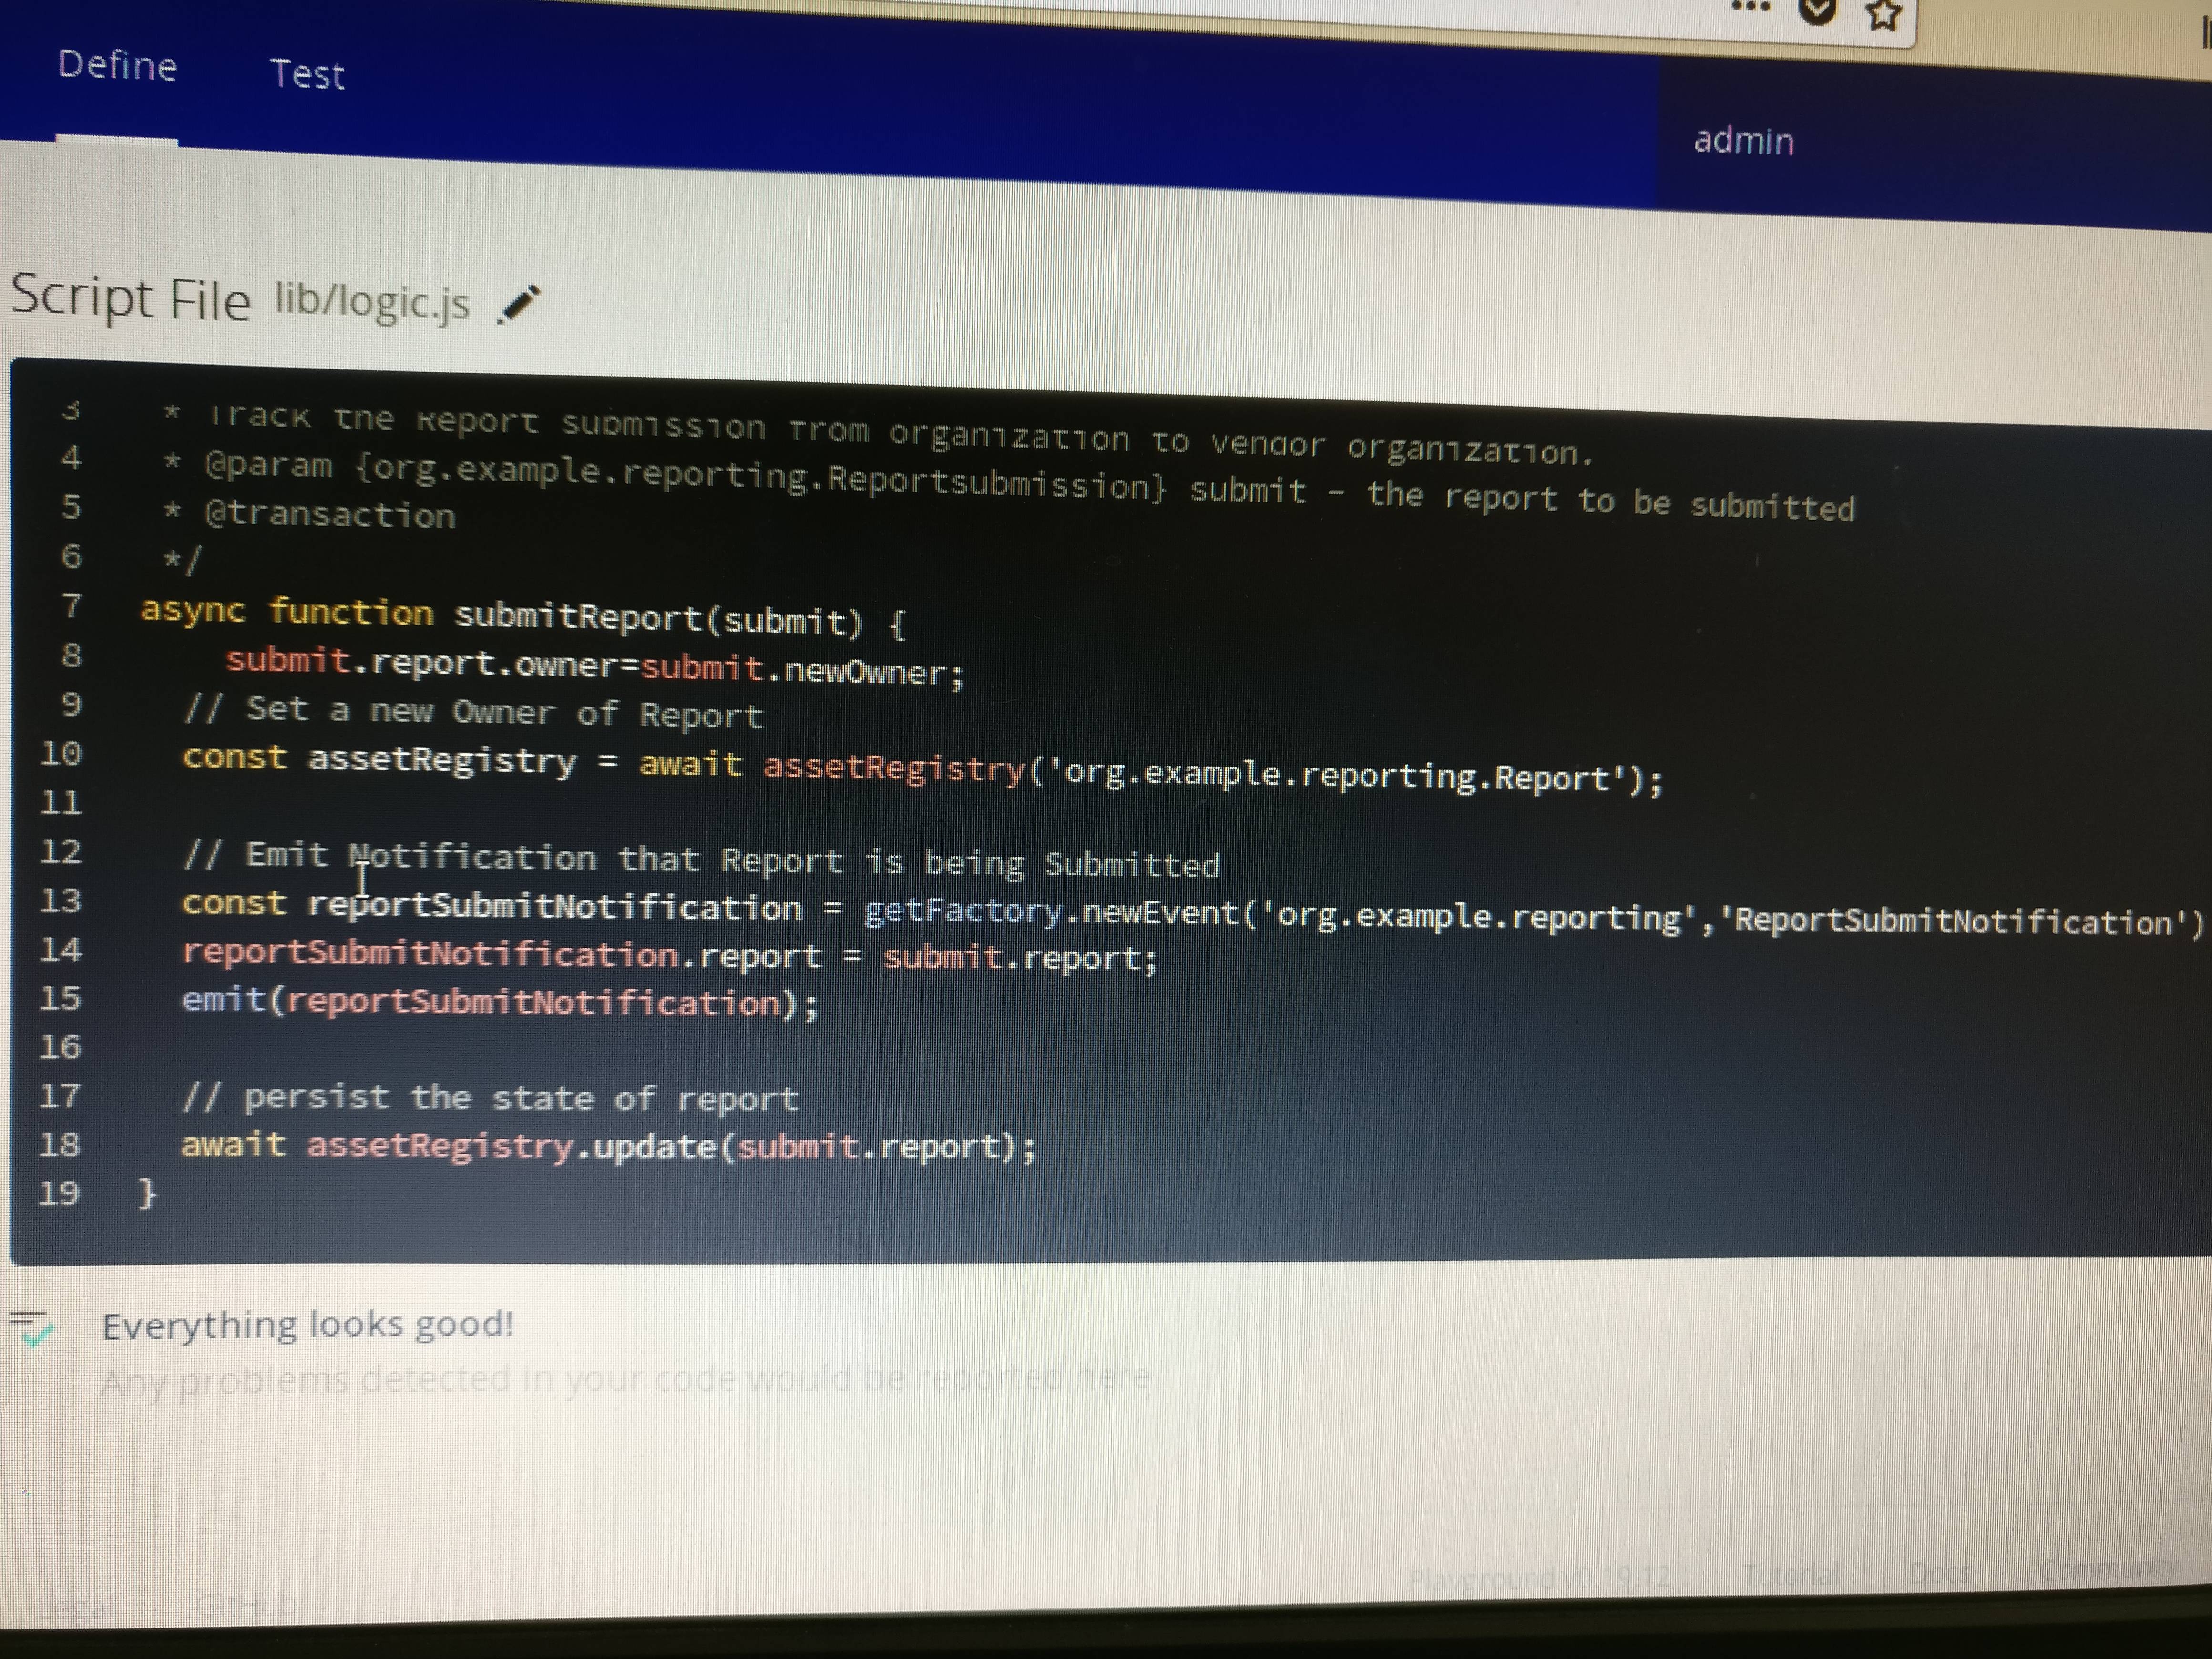 Define Test
admin
Script File lib/logic.js
3 * Track the Report submission from organization to vendor organization.
4 * @param {org.example.reporting.Reportsubmission} submit - the report to be submitted
5 * @transaction
6 */
7 async function submitReport(submit) {
8 submit.report.owner=submit.newOwner;
9 // Set a new Owner of Report
10 const assetRegistry = await assetRegistry('org.example.reporting.Report');
11
12 // Emit Notification that Report is being Submitted
13 const reportSubmitNotification = getFactory.newEvent('org.example.reporting','ReportSubmitNotification')
14 reportSubmitNotification.report = submit.report;
15 emit(reportSubmitNotification);
16
17 // persist the state of report
18 await assetRegistry.update(submit.report);
19 }
Everything looks good!
Any problems detected in your code would be reported here
Legal GitHub Playground v0.19.12 Tutorial Docs Community